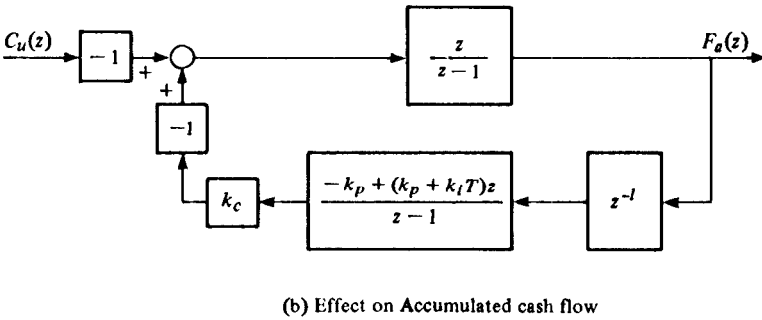 C_u(z)
−1
+
z
z − 1
F_a(z)
+
−1
k_c
−k_p + (k_p + k_i T)z
z − 1
z^{−l}
(b) Effect on Accumulated cash flow